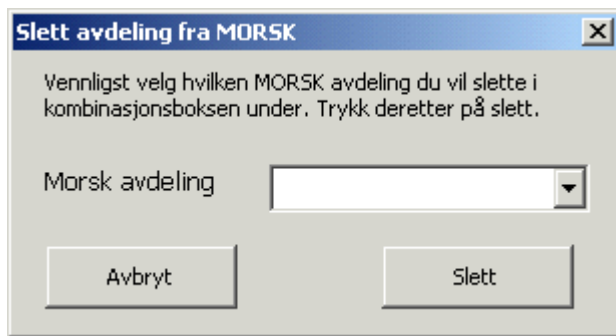 Slett avdeling fra MORSK
Vennligst velg hvilken MORSK avdeling du vil slette i
kombinasjonsboksen under. Trykk deretter på slett.
Morsk avdeling
Avbryt
Slett